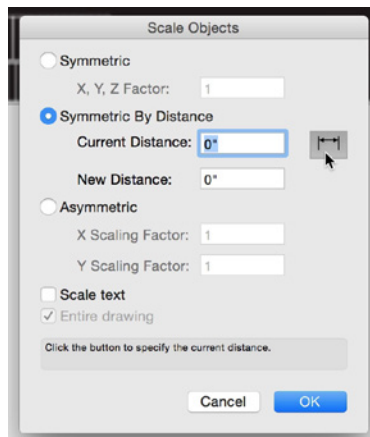 Scale Objects
Symmetric
X, Y, Z Factor: 1
Symmetric By Distance
Current Distance: 0"
New Distance: 0"
Asymmetric
X Scaling Factor: 1
Y Scaling Factor: 1
Scale text
Entire drawing
Click the button to specify the current distance.
Cancel OK